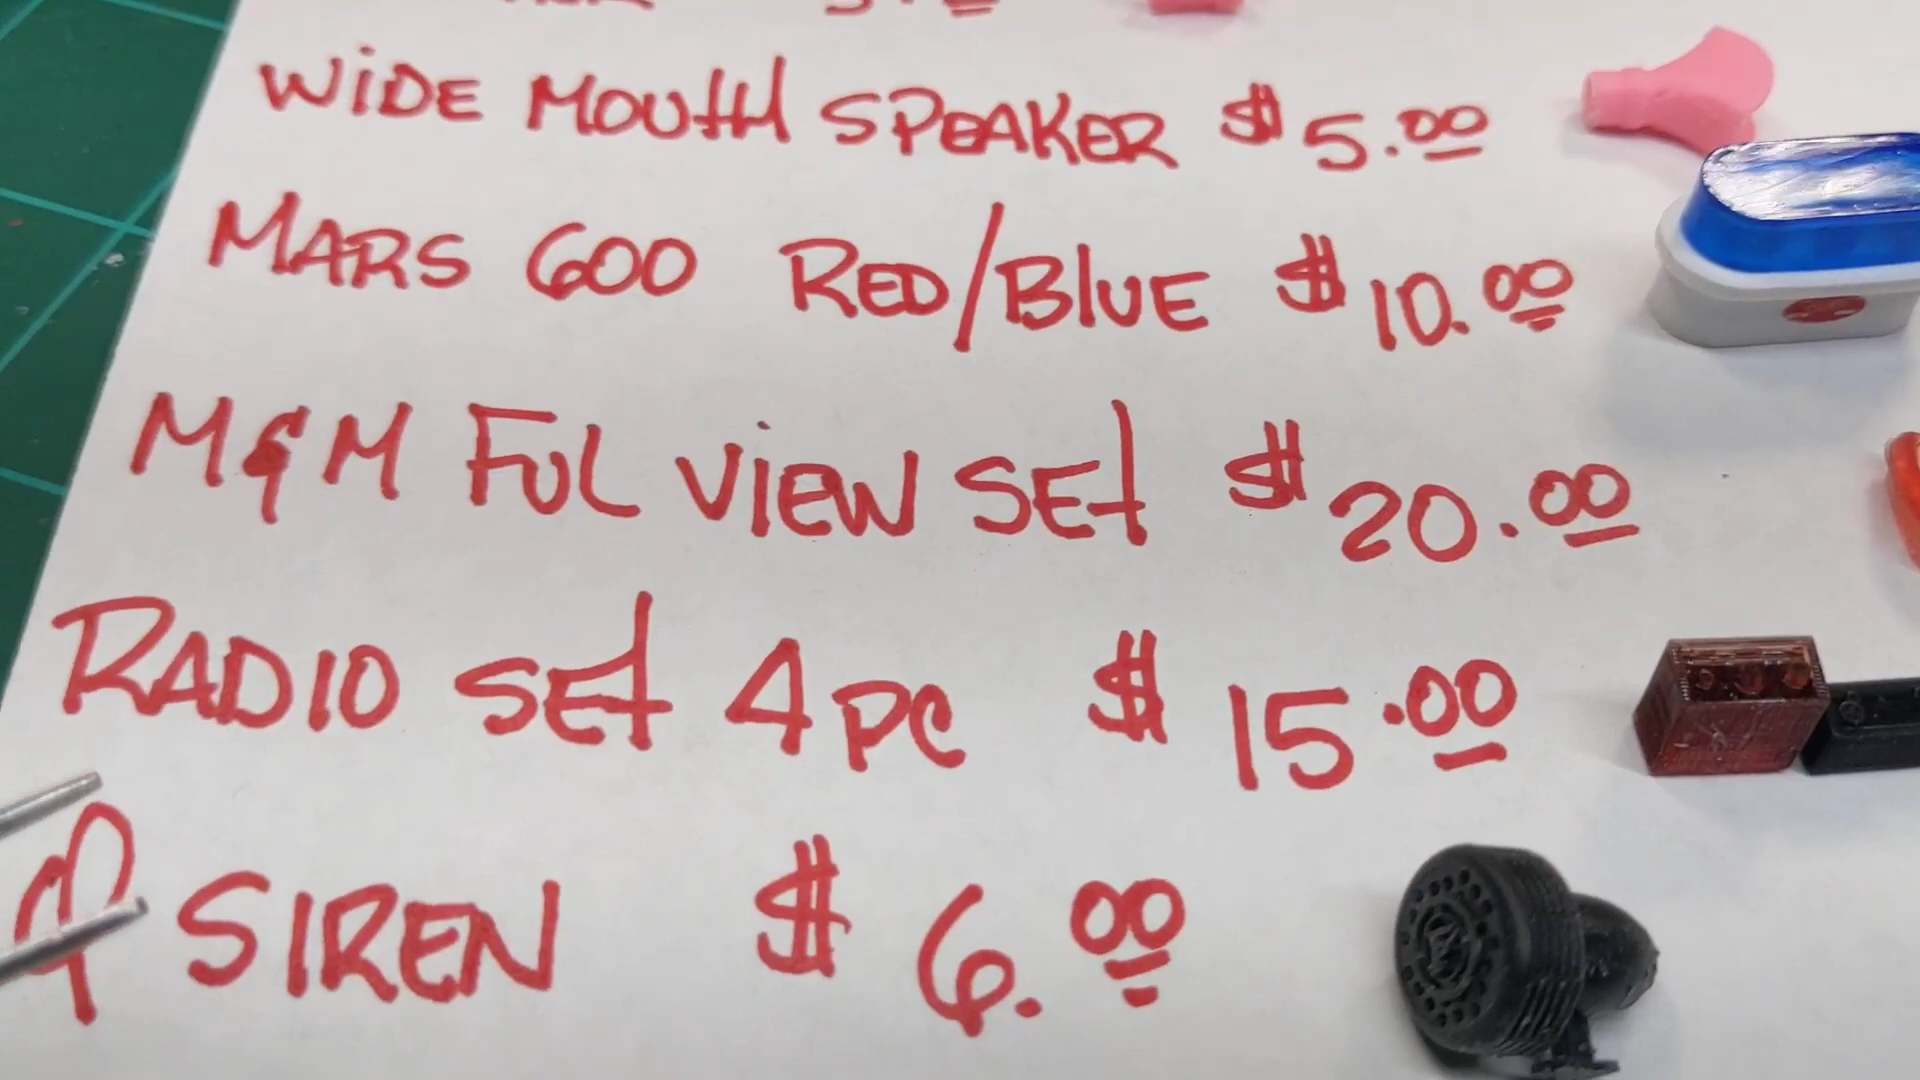 WIDE MOUTH SPEAKER $5.00
MARS 600 RED/BLUE $10.00
M&M FUL VIEW SET $20.00
RADIO SET 4PC $15.00
SIREN $6.00